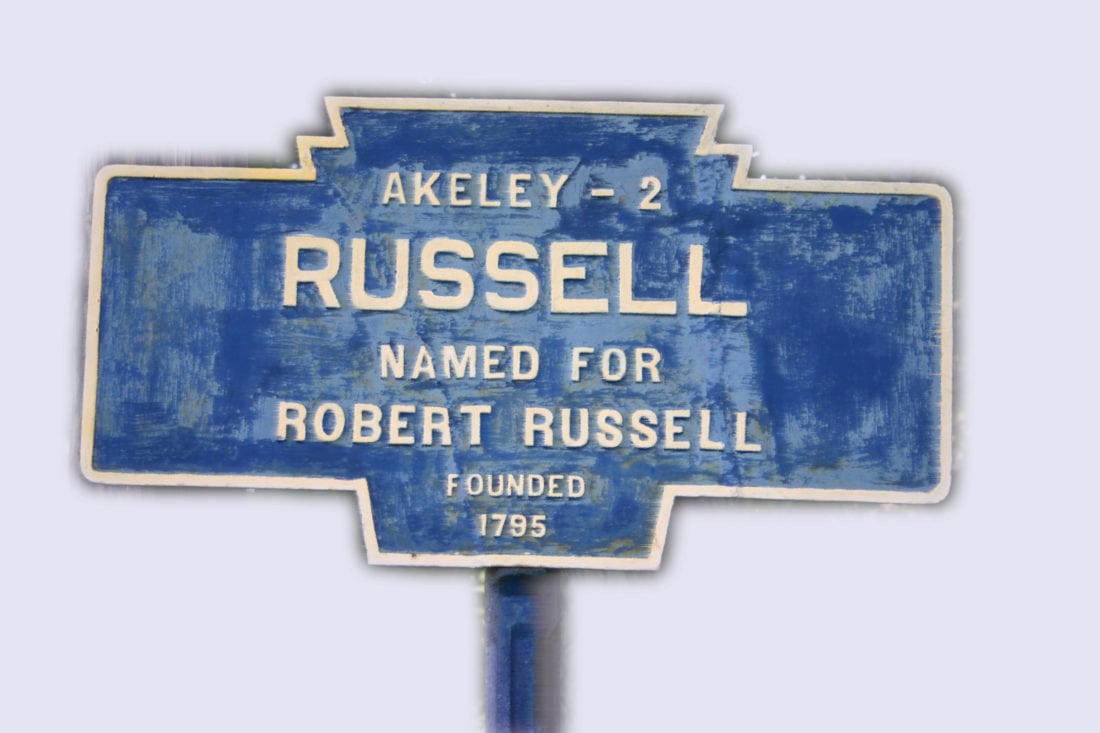 AKELEY - 2
RUSSELL
NAMED FOR
ROBERT RUSSELL
FOUNDED
1795